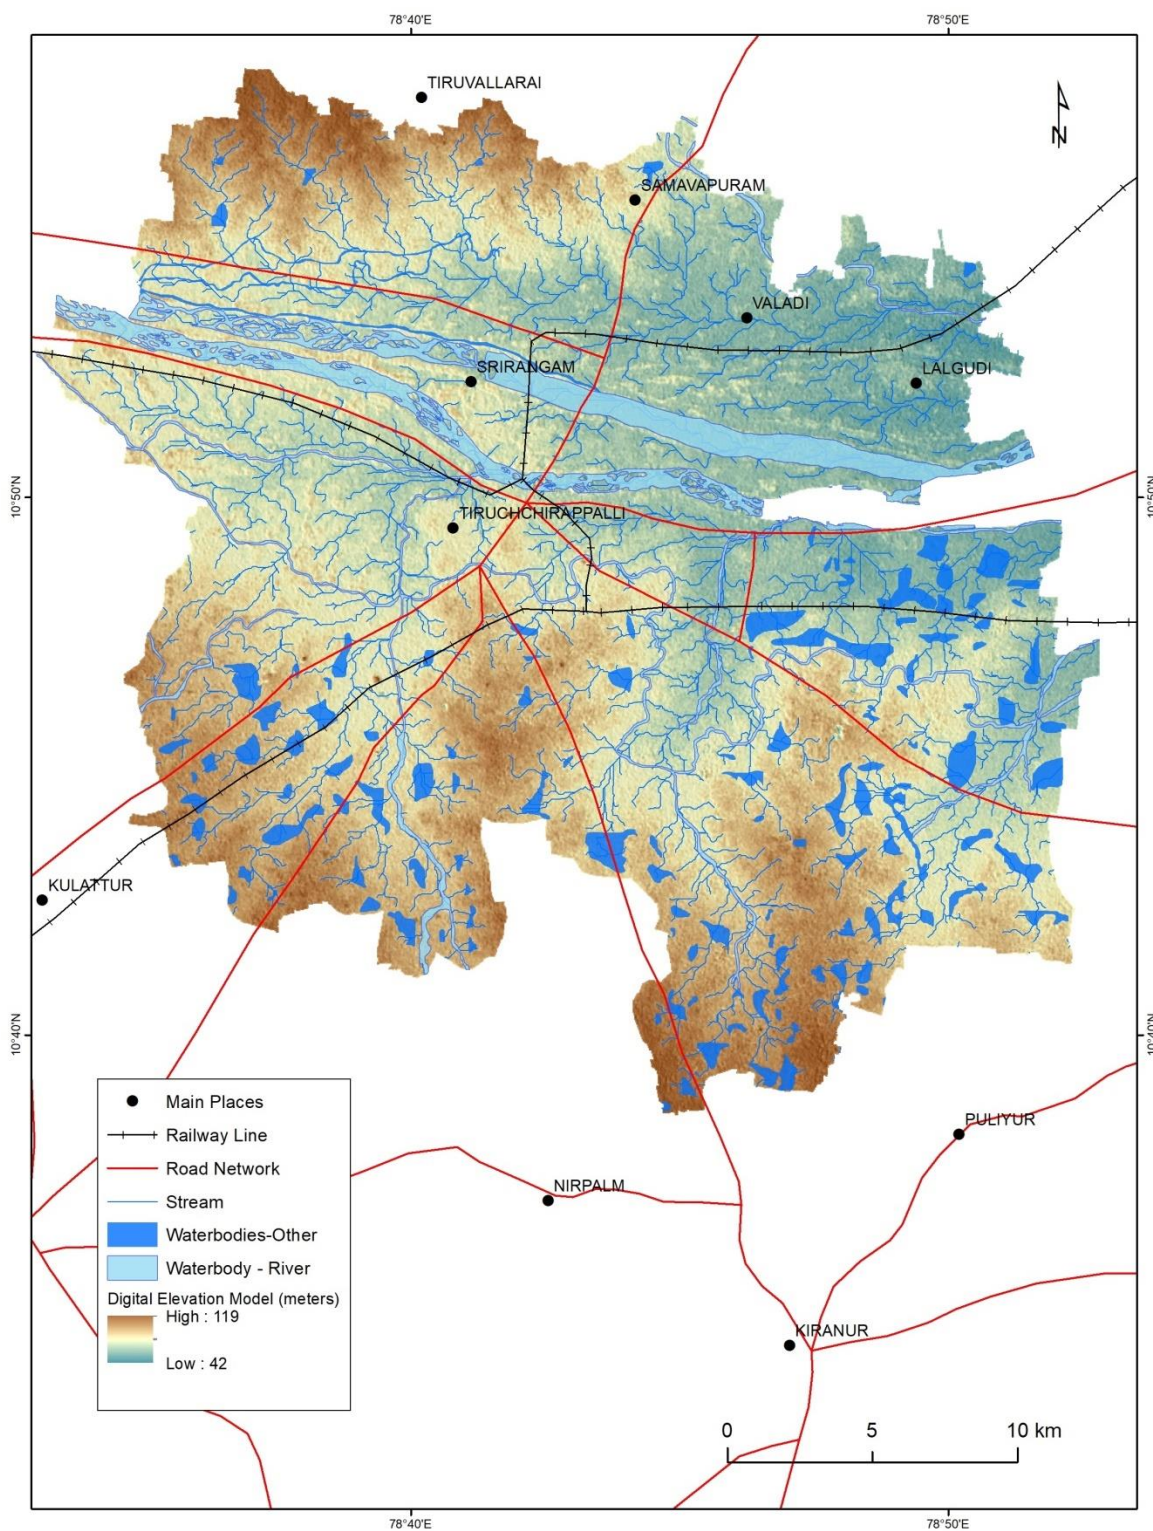 78°40'E
78°50'E
TIRUVALLARAI
N
SAMAVAPURAM
VALADI
SRIRANGAM
LALGUDI
10°50'N
10°50'N
TIRUCHCHIRAPPALLI
KULATTUR
10°40'N
10°40'N
Main Places
Railway Line
Road Network
Stream
Waterbodies-Other
Waterbody - River
Digital Elevation Model (meters)
High : 119
Low : 42
PULIYUR
NIRPALM
KIRANUR
0 5 10 km
78°40'E
78°50'E